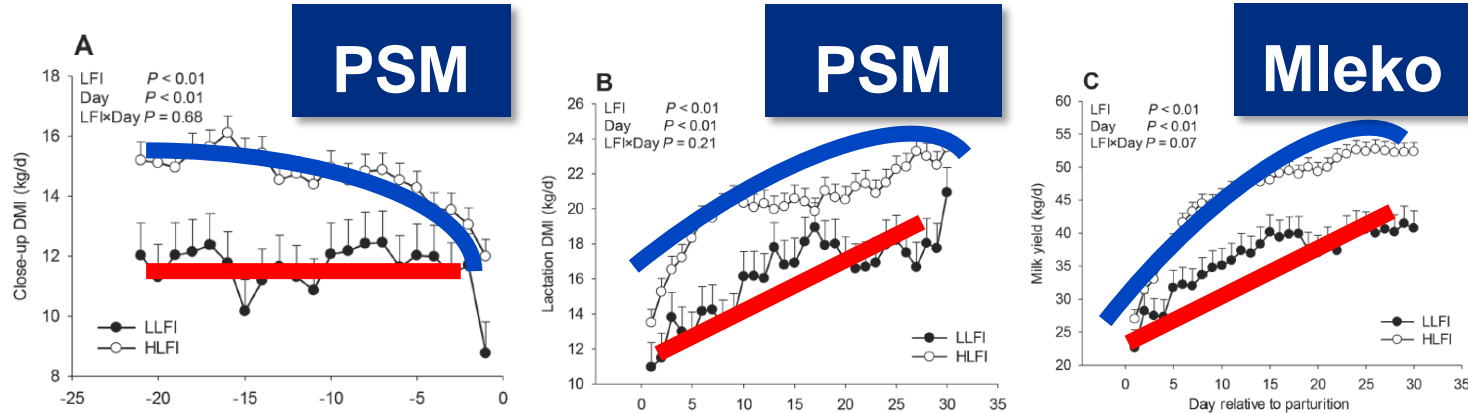 A
PSM
LFI P < 0.01
Day P < 0.01
LFI×Day P = 0.68
Close-up DMI (kg/d)
18
16
14
12
10
8
LLFI
HLFI
-25 -20 -15 -10 -5 0
B
PSM
LFI P < 0.01
Day P < 0.01
LFI×Day P = 0.21
Lactation DMI (kg/d)
26
24
22
20
18
16
14
12
10
LLFI
HLFI
0 5 10 15 20 25 30 35
C
Mleko
LFI P < 0.01
Day P < 0.01
LFI×Day P = 0.07
Milk yield (kg/d)
60
55
50
45
40
35
30
25
20
LLFI
HLFI
0 5 10 15 20 25 30 35
Day relative to parturition